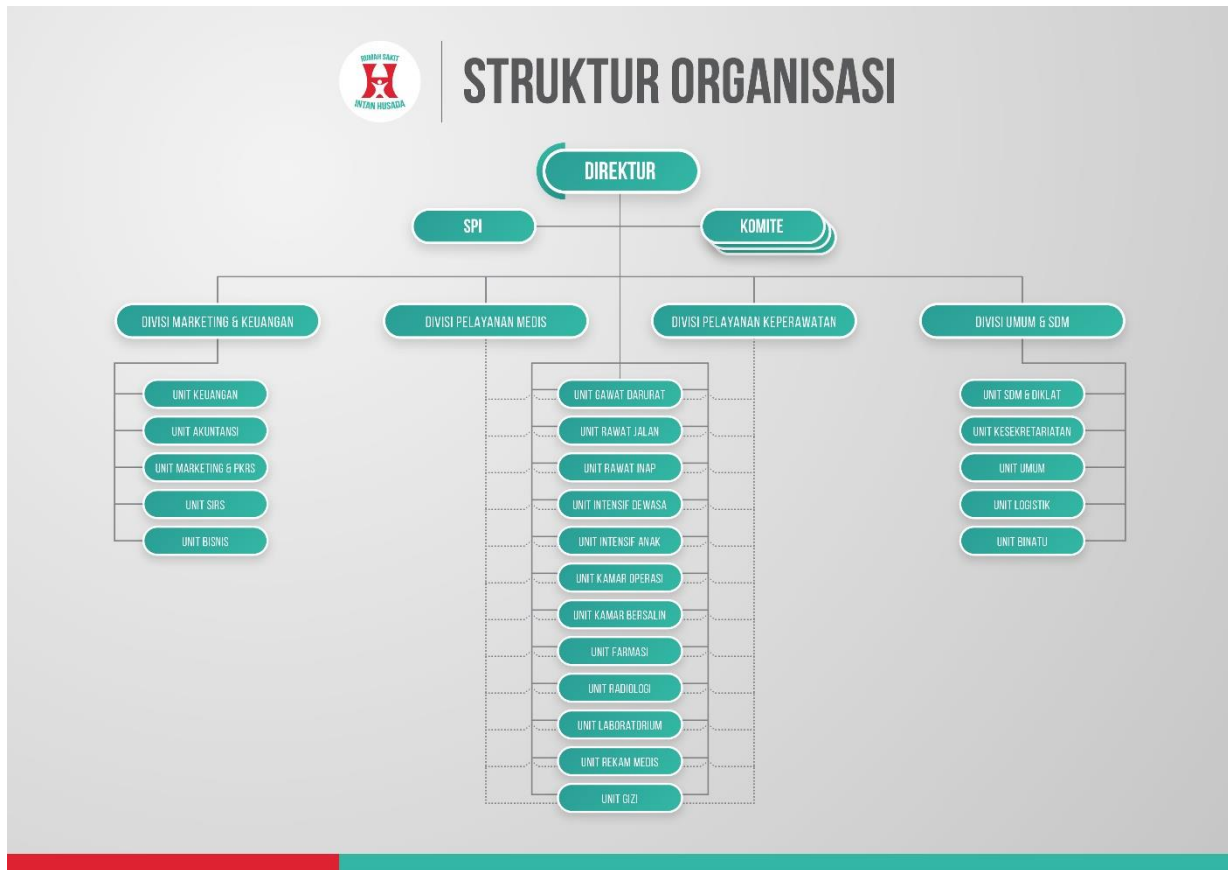 RUMAH SAKIT
INTAN HUSADA
STRUKTUR ORGANISASI
DIREKTUR
SPI
KOMITE
DIVISI MARKETING & KEUANGAN
DIVISI PELAYANAN MEDIS
DIVISI PELAYANAN KEPERAWATAN
DIVISI UMUM & SDM
UNIT KEUANGAN
UNIT AKUNTANSI
UNIT MARKETING & PKRS
UNIT SIRS
UNIT BISNIS
UNIT GAWAT DARURAT
UNIT RAWAT JALAN
UNIT RAWAT INAP
UNIT INTENSIF DEWASA
UNIT INTENSIF ANAK
UNIT KAMAR OPERASI
UNIT KAMAR BERSALIN
UNIT FARMASI
UNIT RADIOLOGI
UNIT LABORATORIUM
UNIT REKAM MEDIS
UNIT GIZI
UNIT SDM & DIKLAT
UNIT KESEKRETARIATAN
UNIT UMUM
UNIT LOGISTIK
UNIT BINATU